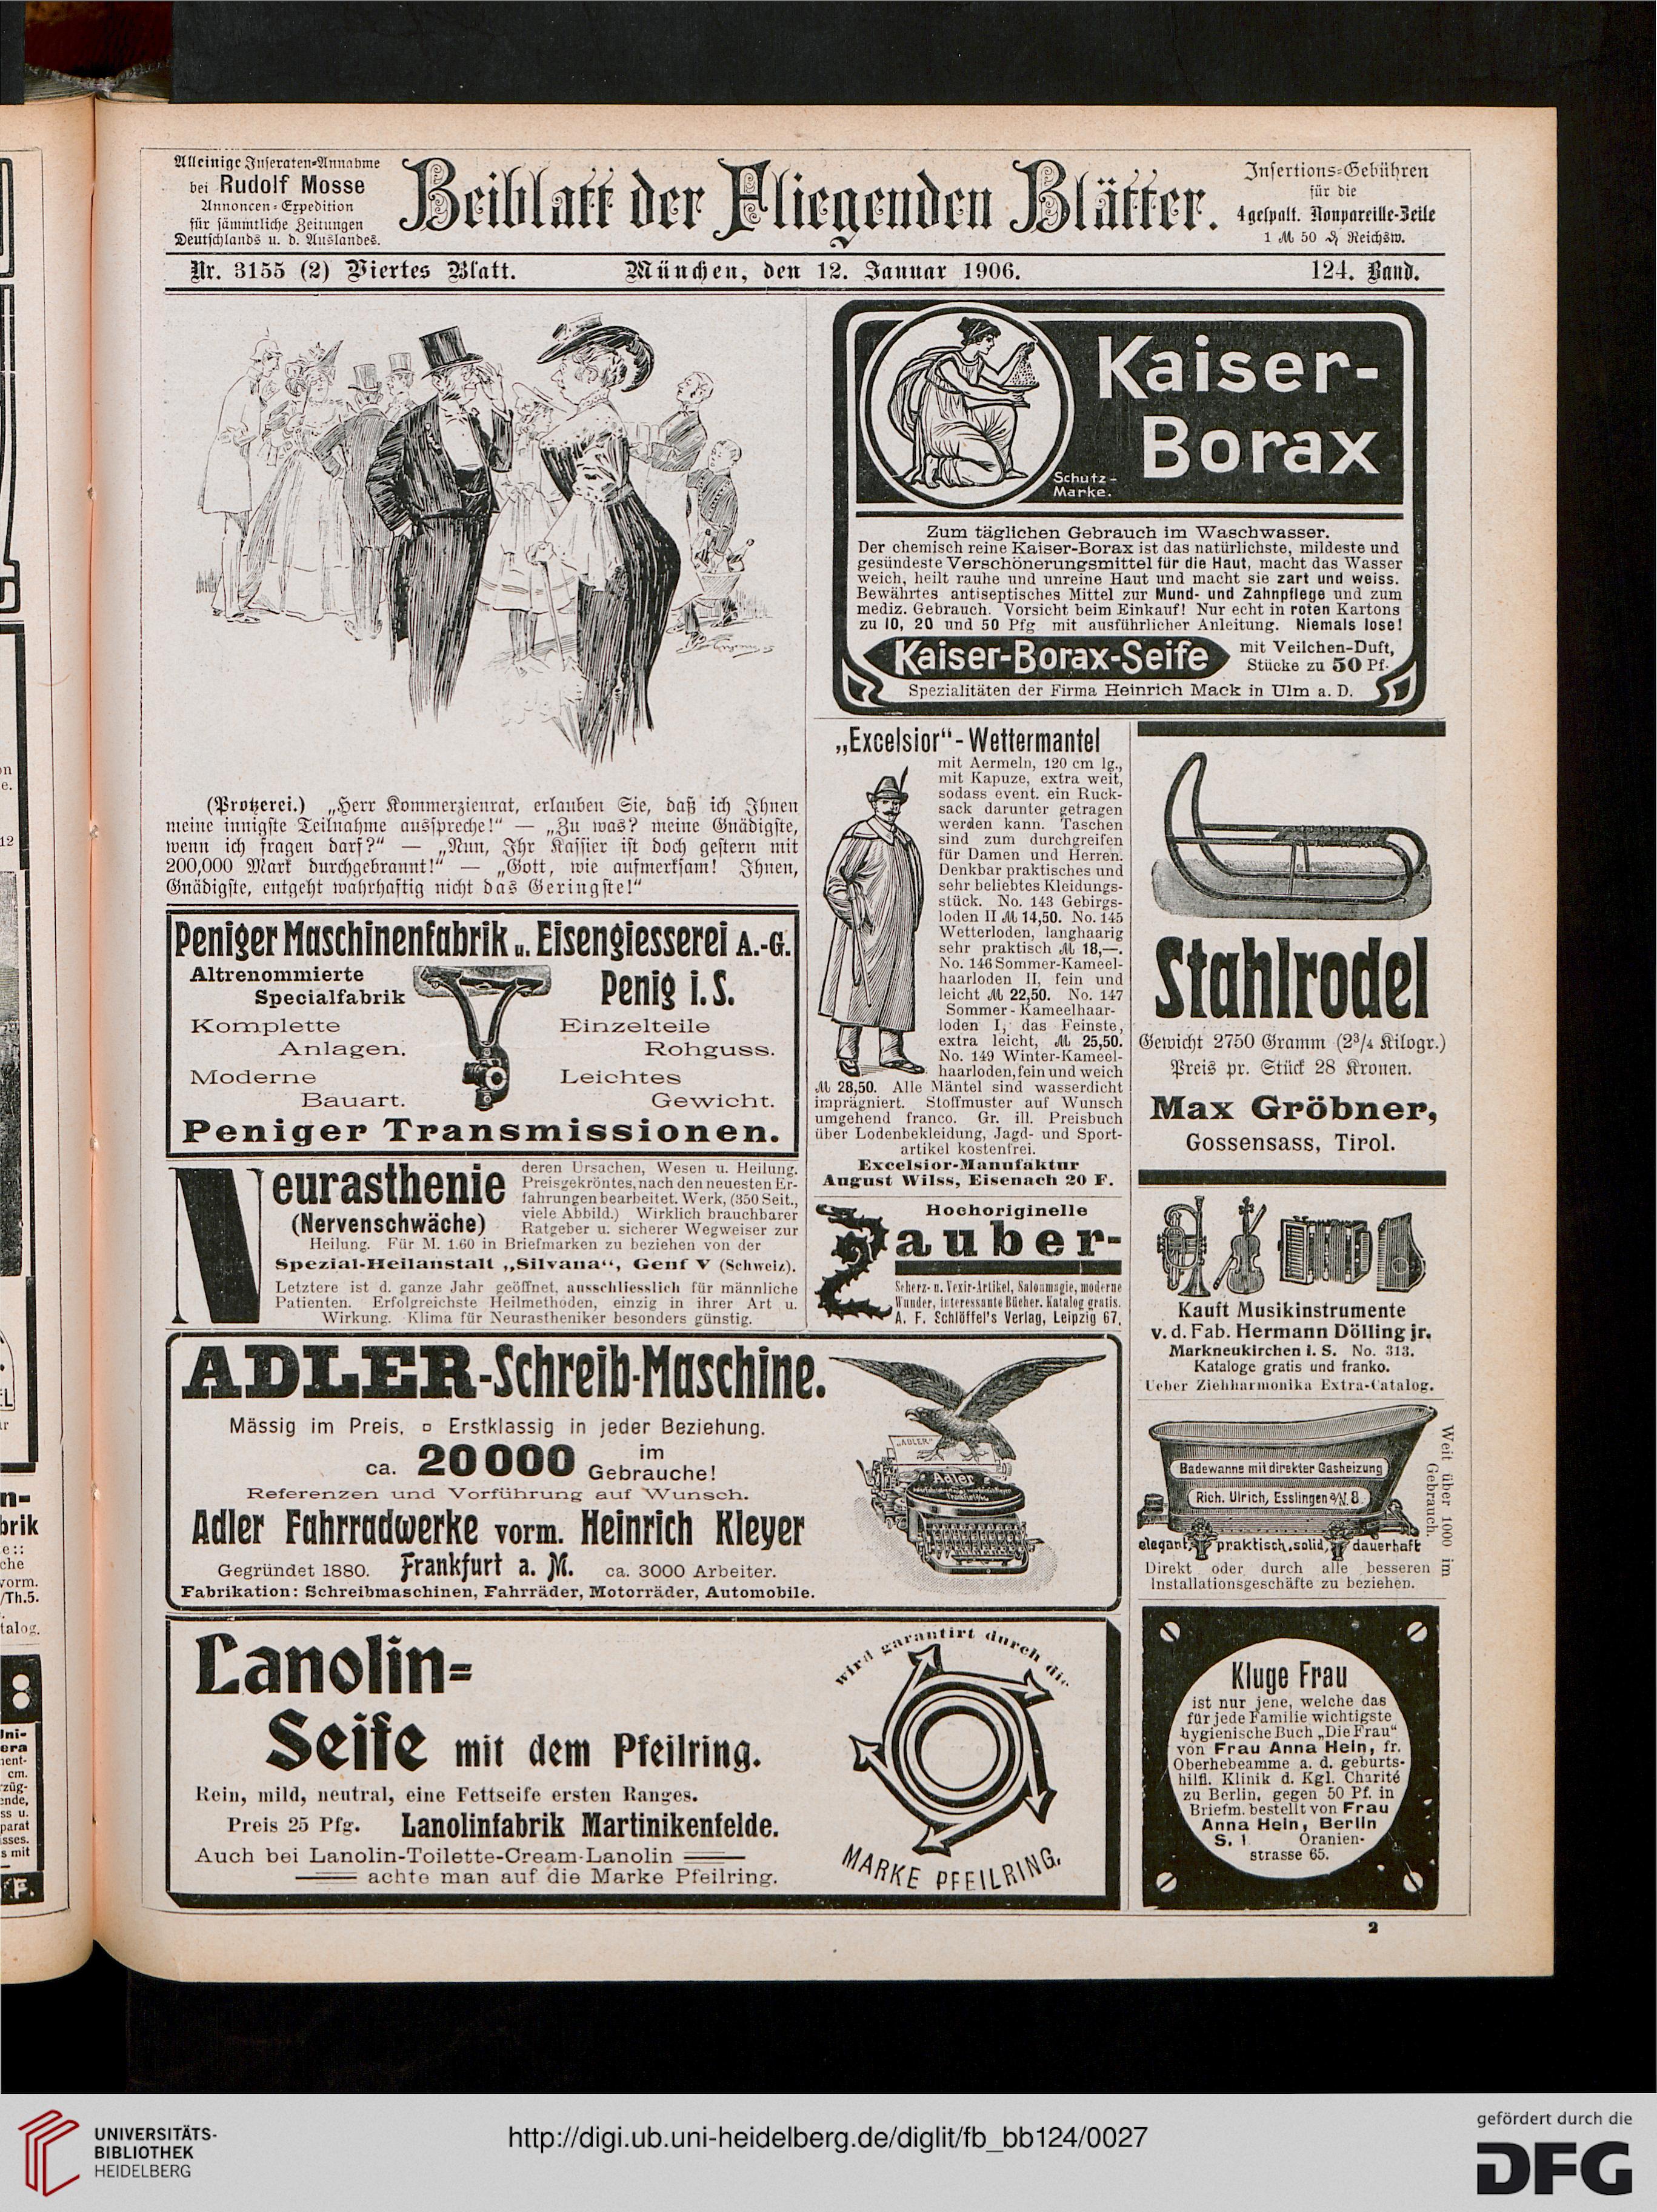 Alleinige Inseraten-Annahme
bei Rudolf Mosse
Annoncen-Expedition
für sämmtliche Zeitungen
Deutschlands u. d. Auslandes.
Beiblatt der Fliegenden Blätter.
Insertions-Gebühren
für die
4 gespalt. Nonpareille-Zeile
1 ℳ 50 ₰ Reichsw.
Nr. 3155 (2) Viertes Blatt.
München, den 12. Januar 1906.
124. Band.
(Protzerei.) „Herr Kommerzienrat, erlauben Sie, daß ich Ihnen
meine innigste Teilnahme ausspreche!“ — „Zu was? meine Gnädigste,
wenn ich fragen darf?“ — „Nun, Ihr Kassier ist doch gestern mit
200,000 Mark durchgebrannt!“ — „Gott, wie aufmerksam! Ihnen,
Gnädigste, entgeht wahrhaftig nicht das Geringste!“
Kaiser-
Borax
Schutz-
Marke.
Zum täglichen Gebrauch im Waschwasser.
Der chemisch reine Kaiser-Borax ist das natürlichste, mildeste und
gesündeste Verschönerungsmittel für die Haut, macht das Wasser
weich, heilt rauhe und unreine Haut und macht sie zart und weiss.
Bewährtes antiseptisches Mittel zur Mund- und Zahnpflege und zum
mediz. Gebrauch. Vorsicht beim Einkauf! Nur echt in roten Kartons
zu 10, 20 und 50 Pfg mit ausführlicher Anleitung. Niemals lose!
Kaiser-Borax-Seife
mit Veilchen-Duft,
Stücke zu 50 Pf.
Spezialitäten der Firma Heinrich Mack in Ulm a. D.
Peniger Maschinenfabrik u. Eisengiesserei A.-G.
Altrenommierte
Specialfabrik
Penig i. S.
Komplette
Anlagen.
Einzelteile
Rohguss.
Moderne
Bauart.
Leichtes
Gewicht.
Peniger Transmissionen.
Neurasthenie
(Nervenschwäche)
deren Ursachen, Wesen u. Heilung.
Preisgekröntes, nach den neuesten Er-
fahrungen bearbeitet. Werk, (350 Seit.,
viele Abbild.) Wirklich brauchbarer
Ratgeber u. sicherer Wegweiser zur
Heilung. Für M. 1.60 in Briefmarken zu beziehen von der
Spezial-Heilanstalt „Silvana“, Genf V (Schweiz).
Letztere ist d. ganze Jahr geöffnet, ausschliesslich für männliche
Patienten. Erfolgreichste Heilmethoden, einzig in ihrer Art u.
Wirkung. Klima für Neurastheniker besonders günstig.
„Excelsior“-Wettermantel
mit Aermeln, 120 cm lg.,
mit Kapuze, extra weit,
sodass event. ein Ruck-
sack darunter getragen
werden kann. Taschen
sind zum durchgreifen
für Damen und Herren.
Denkbar praktisches und
sehr beliebtes Kleidungs-
stück. No. 143 Gebirgs-
loden II ℳ 14,50. No. 145
Wetterloden, langhaarig
sehr praktisch ℳ 18,—.
No. 146 Sommer-Kameel-
haarloden II, fein und
leicht ℳ 22,50. No. 147
Sommer-Kameelhaar-
loden I, das Feinste,
extra leicht, ℳ 25,50.
No. 149 Winter-Kameel-
haarloden, fein und weich
ℳ 28,50. Alle Mäntel sind wasserdicht
imprägniert. Stoffmuster auf Wunsch
umgehend franco. Gr. ill. Preisbuch
über Lodenbekleidung, Jagd- und Sport-
artikel kostenfrei.
Excelsior-Manufaktur
August Wilss, Eisenach 20 F.
Hochoriginelle
Zauber-
Scherz- u. Vexir-Artikel, Salonmagie, moderne
Wunder, interessante Bücher. Katalog gratis.
A. F. Schlöffel's Verlag, Leipzig 67.
Stahlrodel
Gewicht 2750 Gramm (2³/₄ Kilogr.)
Preis pr. Stück 28 Kronen.
Max Gröbner,
Gossensass, Tirol.
Kauft Musikinstrumente
v. d. Fab. Hermann Dölling jr.
Markneukirchen i. S. No. 313.
Kataloge gratis und franko.
Ueber Ziehharmonika Extra-Catalog.
ADLER-Schreib-Maschine.
Mässig im Preis, ▫ Erstklassig in jeder Beziehung.
ca. 20 000 im
Gebrauche!
Referenzen und Vorführung auf Wunsch.
Adler Fahrradwerke vorm. Heinrich Kleyer
Gegründet 1880. Frankfurt a. M. ca. 3000 Arbeiter.
Fabrikation: Schreibmaschinen, Fahrräder, Motorräder, Automobile.
„ADLER“
Adler
Badewanne mit direkter Gasheizung
Rich. Ulrich, Esslingen a/N. 8.
elegant, praktisch, solid, dauerhaft
Weit über 1000 im
Gebrauch.
Direkt oder durch alle besseren
Installationsgeschäfte zu beziehen.
Lanolin-
Seife mit dem Pfeilring.
Rein, mild, neutral, eine Fettseife ersten Ranges.
Preis 25 Pfg. Lanolinfabrik Martinikenfelde.
Auch bei Lanolin-Toilette-Cream-Lanolin
achte man auf die Marke Pfeilring.
wird garantirt durch die
MARKE PFEILRING.
Kluge Frau
ist nur jene, welche das
für jede Familie wichtigste
hygienische Buch „Die Frau“
von Frau Anna Hein, fr.
Oberhebeamme a. d. geburts-
hilfl. Klinik d. Kgl. Charité
zu Berlin, gegen 50 Pf. in
Briefm. bestellt von Frau
Anna Hein, Berlin
S. 1 Oranien-
strasse 65.
2
UNIVERSITÄTS-
BIBLIOTHEK
HEIDELBERG
http://digi.ub.uni-heidelberg.de/diglit/fb_bb124/0027
gefördert durch die
DFG